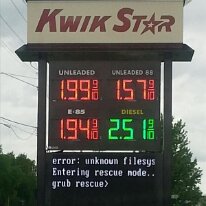 KWIK STAR
UNLEADED UNLEADED 88
1.99 9/10 1.57 9/10
E-85 DIESEL
1.94 9/10 2.51 9/10
error: unknown filesys
Entering rescue mode..
grub rescue>